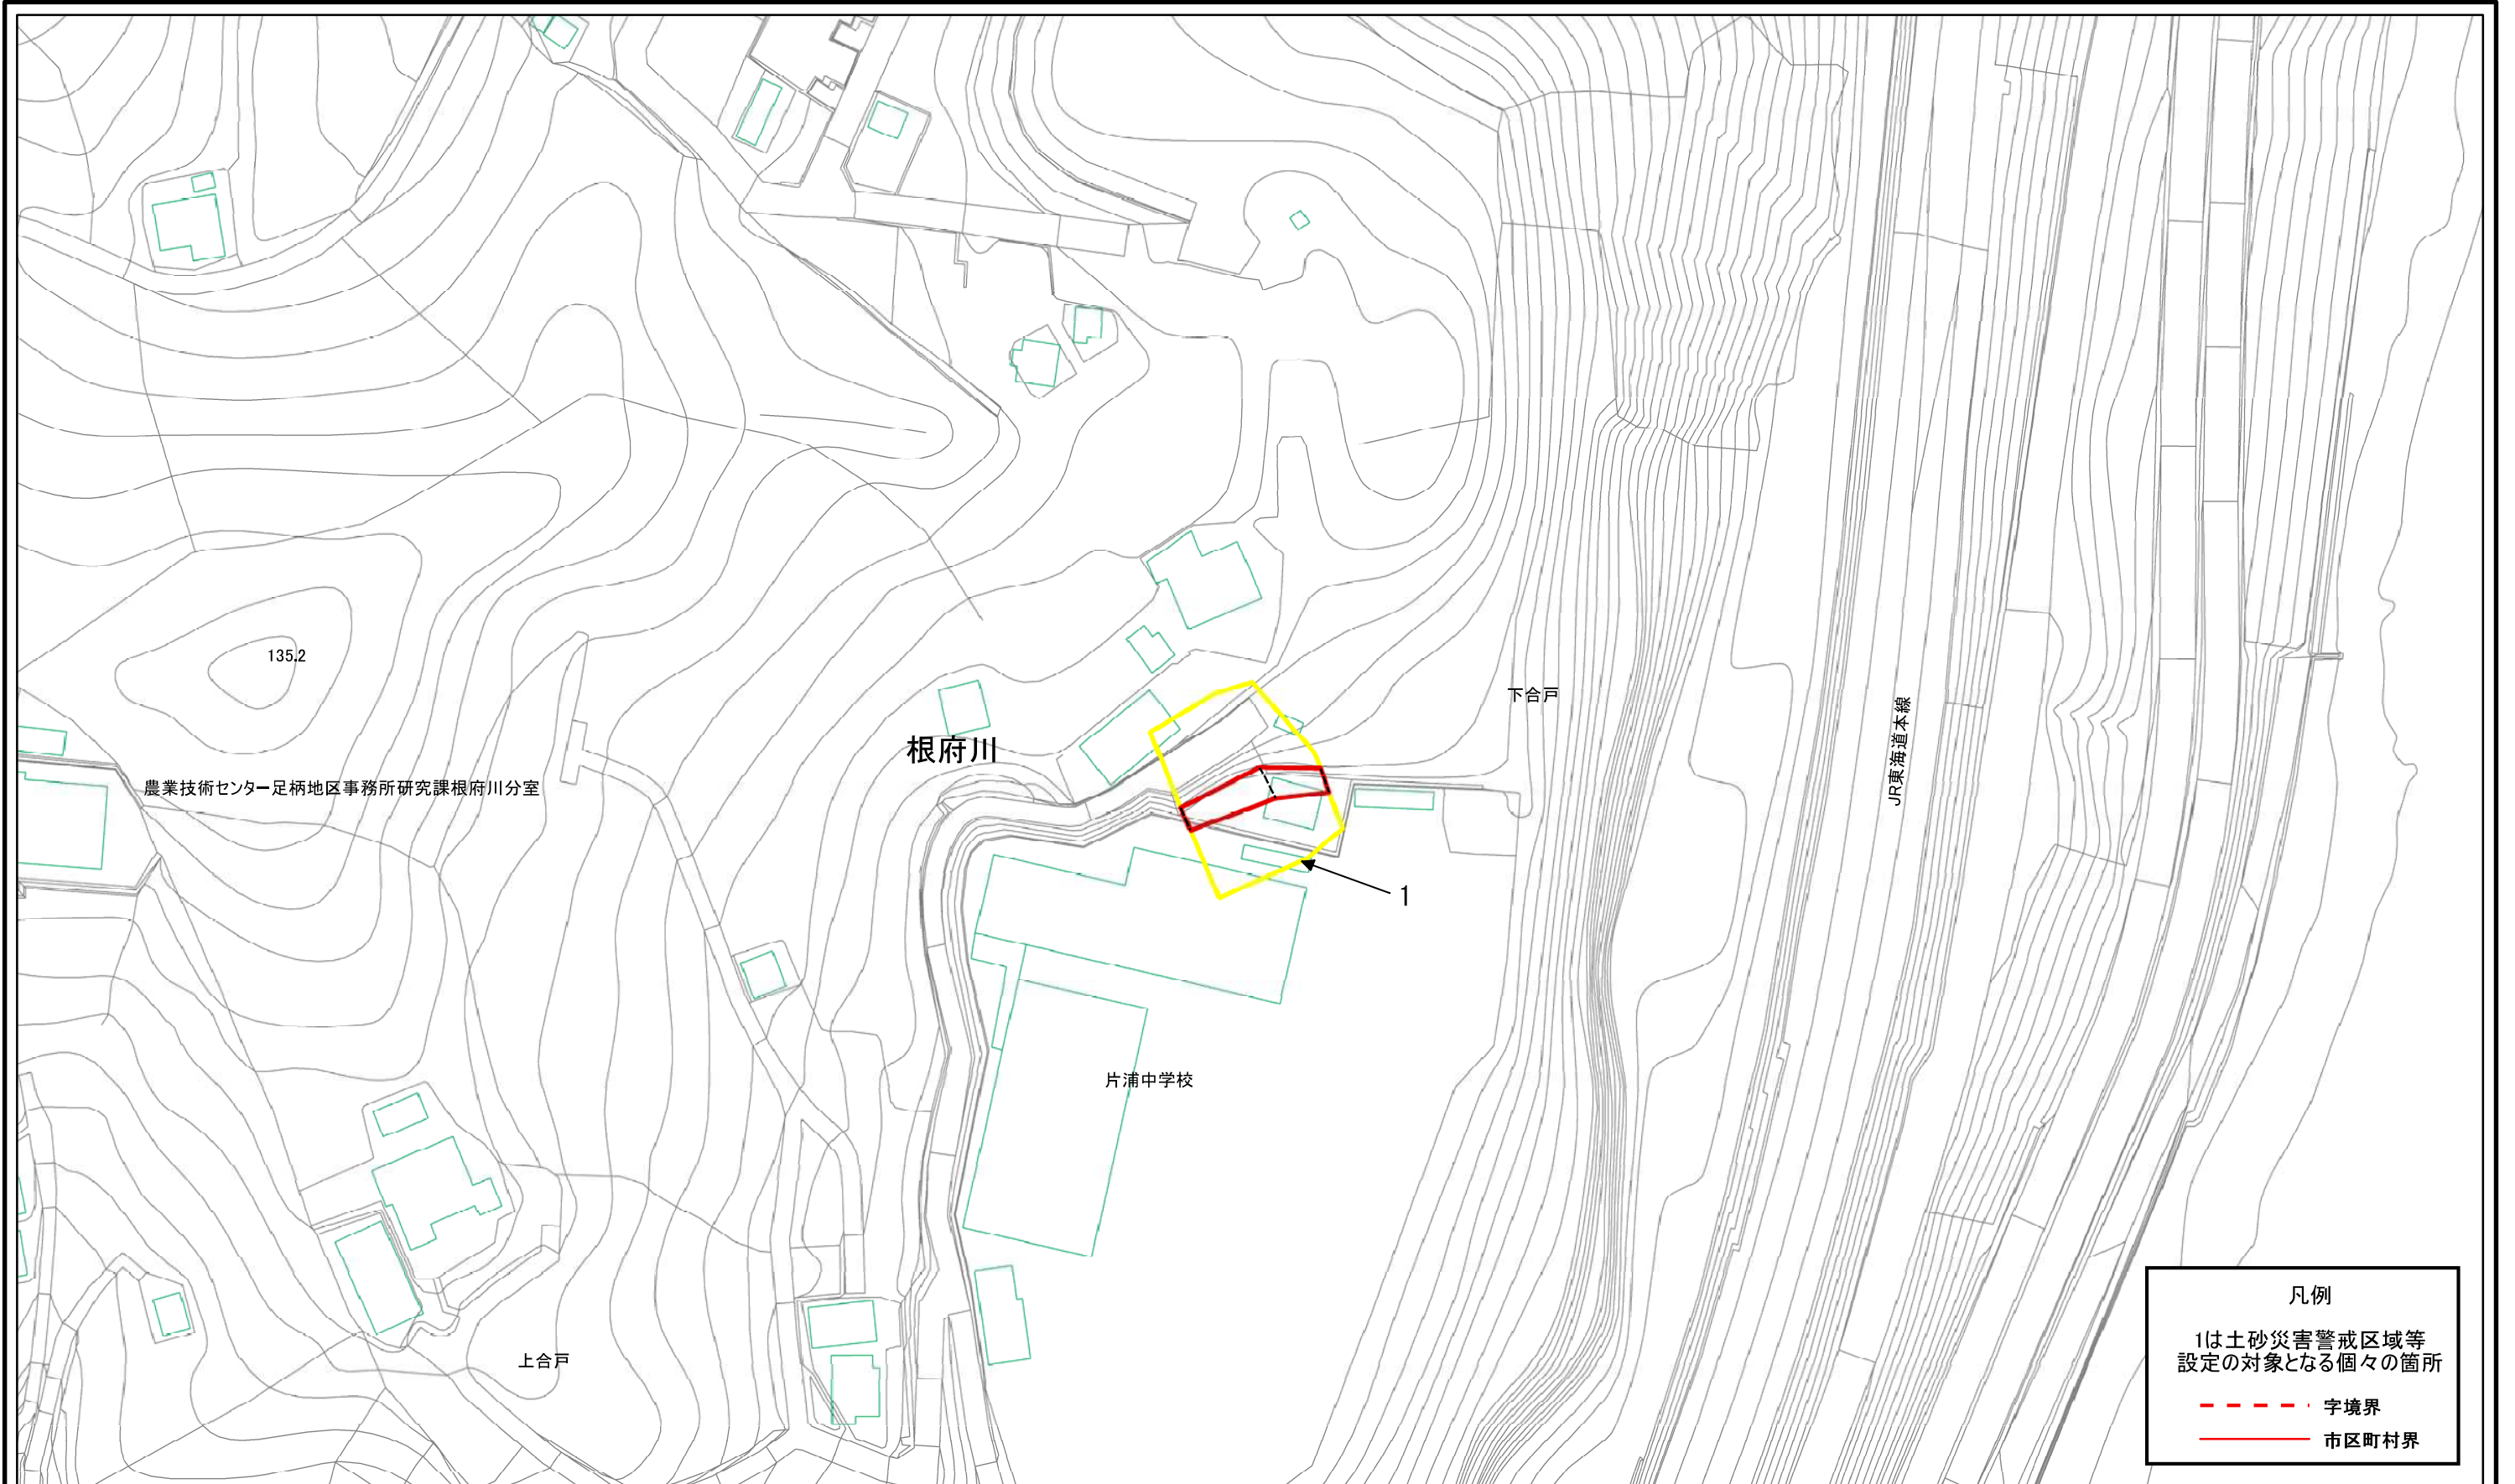 135.2
下合戸
JR東海道本線
根府川
農業技術センター足柄地区事務所研究課根府川分室
1
片浦中学校
上合戸
凡例
1は土砂災害警戒区域等
設定の対象となる個々の箇所
字境界
市区町村界